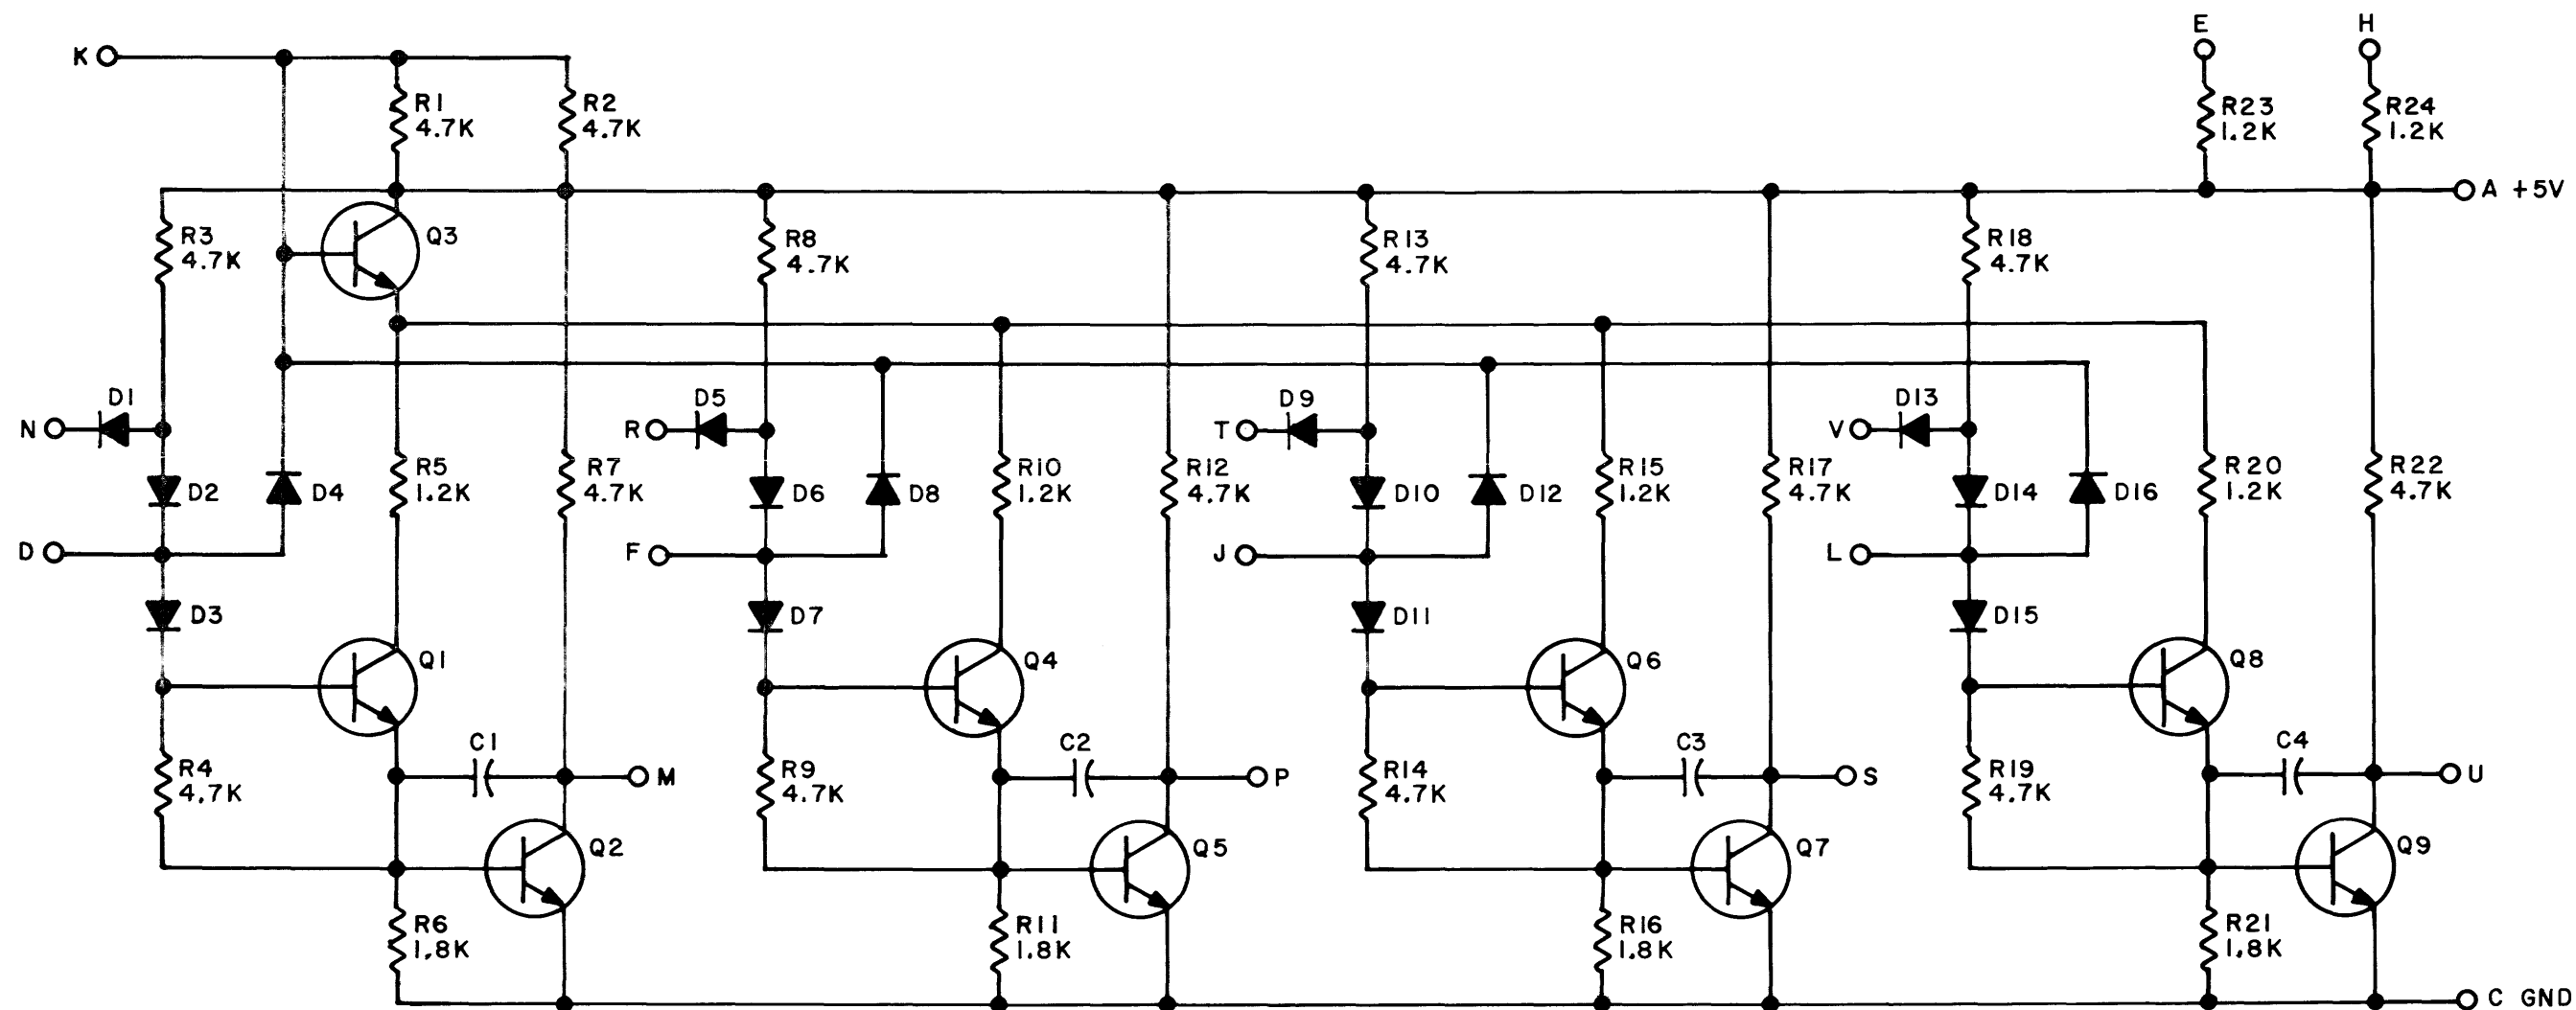 E
H
K
R1
4.7K
R2
4.7K
R23
1.2K
R24
1.2K
A +5V
R3
4.7K
Q3
R8
4.7K
R13
4.7K
R18
4.7K
D1
N
D5
R
D9
T
D13
V
D2
D4
R5
1.2K
R7
4.7K
D6
D8
R10
1.2K
R12
4.7K
D10
D12
R15
1.2K
R17
4.7K
D14
D16
R20
1.2K
R22
4.7K
D
F
J
L
D3
D7
D11
D15
Q1
Q4
Q6
Q8
R4
4.7K
C1
M
R9
4.7K
C2
P
R14
4.7K
C3
S
R19
4.7K
C4
U
Q2
Q5
Q7
Q9
R6
1.8K
R11
1.8K
R16
1.8K
R21
1.8K
C GND